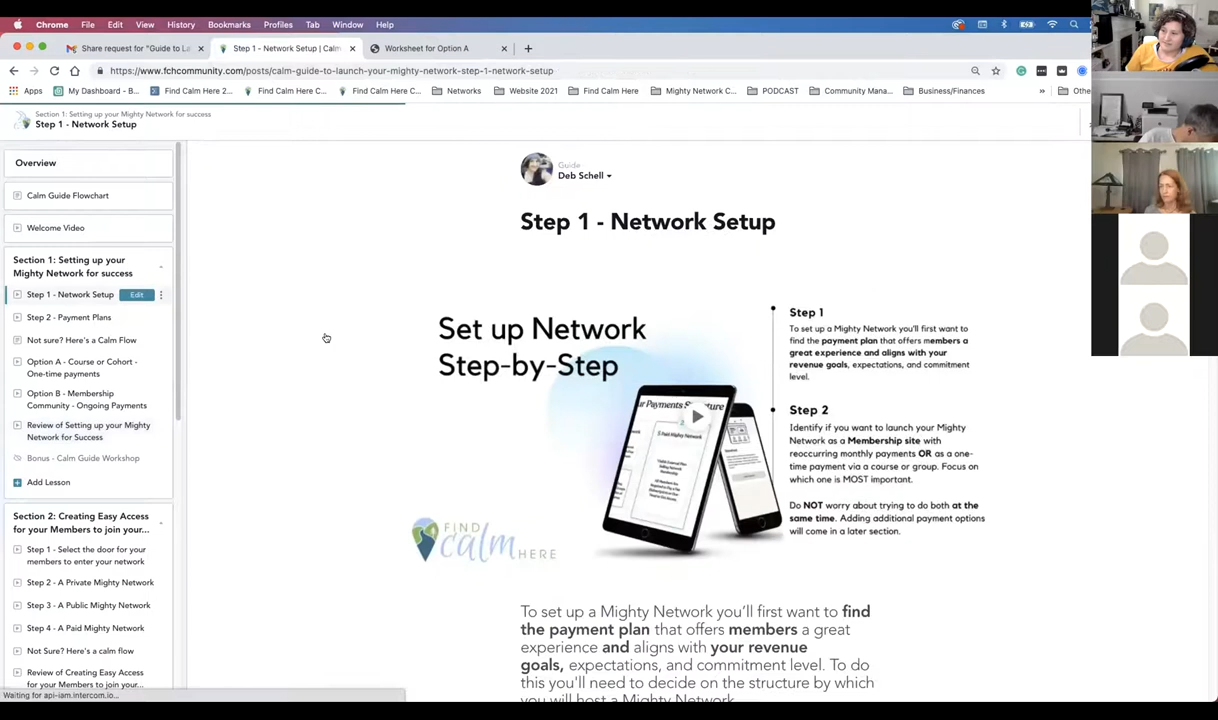 Chrome File Edit View History Bookmarks Profiles Tab Window Help
Share request for "Guide to La
Step 1 - Network Setup | Calm
Worksheet for Option A
https://www.fchcommunity.com/posts/calm-guide-to-launch-your-mighty-network-step-1-network-setup
Apps My Dashboard - B... Find Calm Here 2... Find Calm Here C... Find Calm Here C... Networks Website 2021 Find Calm Here Mighty Network C... PODCAST Community Mana... Business/Finances » Othe
Section 1: Setting up your Mighty Network for success
Step 1 - Network Setup
Overview
Calm Guide Flowchart
Welcome Video
Section 1: Setting up your
Mighty Network for success
Step 1 - Network Setup Edit
Step 2 - Payment Plans
Not sure? Here's a Calm Flow
Option A - Course or Cohort -
One-time payments
Option B - Membership
Community - Ongoing Payments
Review of Setting up your Mighty
Network for Success
Bonus - Calm Guide Workshop
Add Lesson
Section 2: Creating Easy Access
for your Members to join your...
Step 1 - Select the door for your
members to enter your network
Step 2 - A Private Mighty Network
Step 3 - A Public Mighty Network
Step 4 - A Paid Mighty Network
Not Sure? Here's a calm flow
Review of Creating Easy Access
for your Members to join your M...
Waiting for api-iam.intercom.io...
Guide
Deb Schell
Step 1 - Network Setup
Set up Network
Step-by-Step
FIND
calm HERE
Step 1
To set up a Mighty Network you'll first want to
find the payment plan that offers members a
great experience and aligns with your
revenue goals, expectations, and commitment
level.
Step 2
Identify if you want to launch your Mighty
Network as a Membership site with
reoccurring monthly payments OR as a one-
time payment via a course or group. Focus on
which one is MOST important.
Do NOT worry about trying to do both at the
same time. Adding additional payment options
will come in a later section.
To set up a Mighty Network you'll first want to find
the payment plan that offers members a great
experience and aligns with your revenue
goals, expectations, and commitment level. To do
this you'll need to decide on the structure by which
you will host a Mighty Network